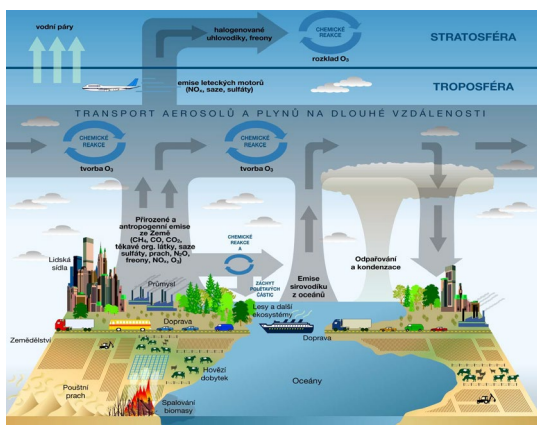 vodní páry
halogenované
uhlovodíky, freony
CHEMICKÉ
REAKCE
rozklad O₃
STRATOSFÉRA
emise leteckých motorů
(NOₓ, saze, sulfáty)
TROPOSFÉRA
TRANSPORT AEROSOLŮ A PLYNŮ NA DLOUHÉ VZDÁLENOSTI
CHEMICKÉ
REAKCE
tvorba O₃
CHEMICKÉ
REAKCE
tvorba O₃
Přirozené a
antropogenní emise
ze Země
(CH₄, CO, CO₂,
těkavé org. látky, saze
sulfáty, prach, N₂O,
freony, NOₓ, O₃)
CHEMICKÉ
REAKCE
A
ZÁCHYT
POLÉTAVÝCH
ČÁSTIC
Emise
sirovodíku
z oceánů
Odpařování
a kondenzace
Lidská
sídla
Průmysl
Lesy a další
ekosystémy
Doprava
Doprava
Zemědělství
Hovězí
dobytek
Pouštní
prach
Oceány
Spalování
biomasy